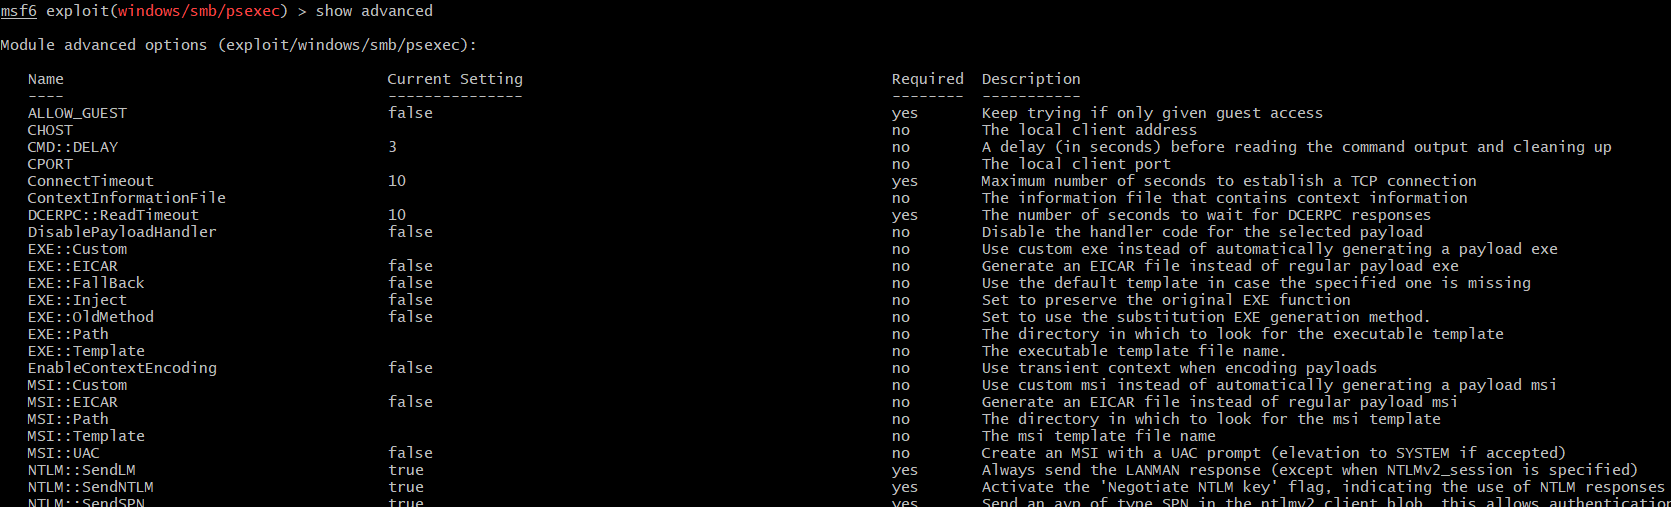 msf6 exploit(windows/smb/psexec) > show advanced
Module advanced options (exploit/windows/smb/psexec):
Name Current Setting Required Description
---- --------------- -------- -----------
ALLOW_GUEST false yes Keep trying if only given guest access
CHOST no The local client address
CMD::DELAY 3 no A delay (in seconds) before reading the command output and cleaning up
CPORT no The local client port
ConnectTimeout 10 yes Maximum number of seconds to establish a TCP connection
ContextInformationFile no The information file that contains context information
DCERPC::ReadTimeout 10 yes The number of seconds to wait for DCERPC responses
DisablePayloadHandler false no Disable the handler code for the selected payload
EXE::Custom no Use custom exe instead of automatically generating a payload exe
EXE::EICAR false no Generate an EICAR file instead of regular payload exe
EXE::FallBack false no Use the default template in case the specified one is missing
EXE::Inject false no Set to preserve the original EXE function
EXE::OldMethod false no Set to use the substitution EXE generation method.
EXE::Path no The directory in which to look for the executable template
EXE::Template no The executable template file name.
EnableContextEncoding false no Use transient context when encoding payloads
MSI::Custom no Use custom msi instead of automatically generating a payload msi
MSI::EICAR false no Generate an EICAR file instead of regular payload msi
MSI::Path no The directory in which to look for the msi template
MSI::Template no The msi template file name
MSI::UAC false no Create an MSI with a UAC prompt (elevation to SYSTEM if accepted)
NTLM::SendLM true yes Always send the LANMAN response (except when NTLMv2_session is specified)
NTLM::SendNTLM true yes Activate the 'Negotiate NTLM key' flag, indicating the use of NTLM responses
NTLM::SendSPN true yes Send an avp of type SPN in the ntlmv2 client blob, this allows authentication